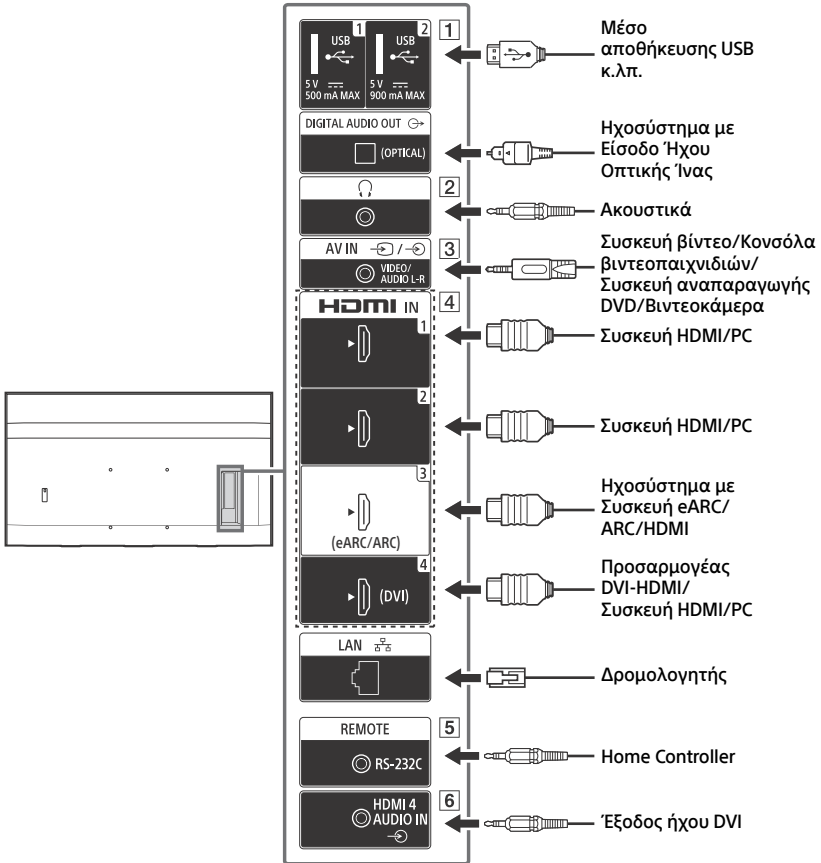 1
USB
5 V
500 mA MAX
2
USB
5 V
900 mA MAX
1
Μέσο
αποθήκευσης USB
κ.λπ.
DIGITAL AUDIO OUT
(OPTICAL)
Ηχοσύστημα με
Είσοδο Ήχου
Οπτικής Ίνας
2
Ακουστικά
AV IN /
VIDEO/
AUDIO L-R
3
Συσκευή βίντεο/Κονσόλα
βιντεοπαιχνιδιών/
Συσκευή αναπαραγωγής
DVD/Βιντεοκάμερα
HDMI IN
4
1
Συσκευή HDMI/PC
2
Συσκευή HDMI/PC
3
(eARC/ARC)
Ηχοσύστημα με
Συσκευή eARC/
ARC/HDMI
4
(DVI)
Προσαρμογέας
DVI-HDMI/
Συσκευή HDMI/PC
LAN
Δρομολογητής
REMOTE
5
RS-232C
Home Controller
HDMI 4
AUDIO IN
6
Έξοδος ήχου DVI